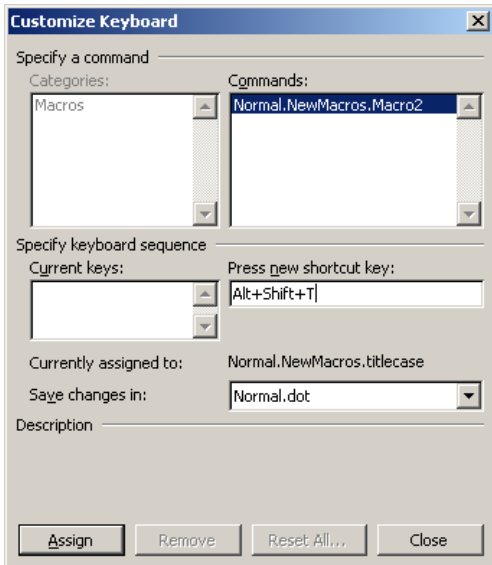 Customize Keyboard
Specify a command
Categories: Commands:
Macros Normal.NewMacros.Macro2
Specify keyboard sequence
Current keys: Press new shortcut key:
Alt+Shift+T
Currently assigned to: Normal.NewMacros.titlecase
Save changes in: Normal.dot
Description
Assign Remove Reset All... Close